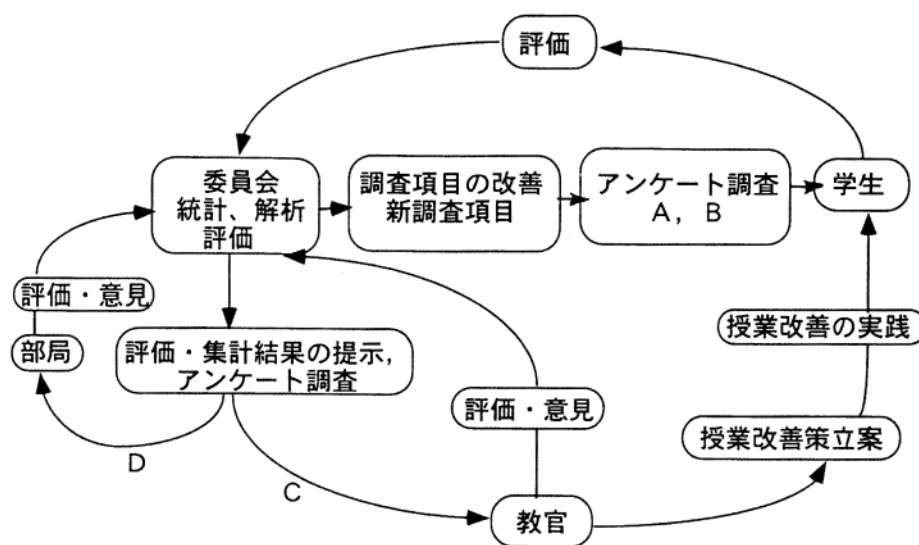 評価
委員会
統計、解析
評価
調査項目の改善
新調査項目
アンケート調査
A，B
学生
評価・意見
部局
評価・集計結果の提示，
アンケート調査
評価・意見
授業改善の実践
授業改善策立案
D
C
教官